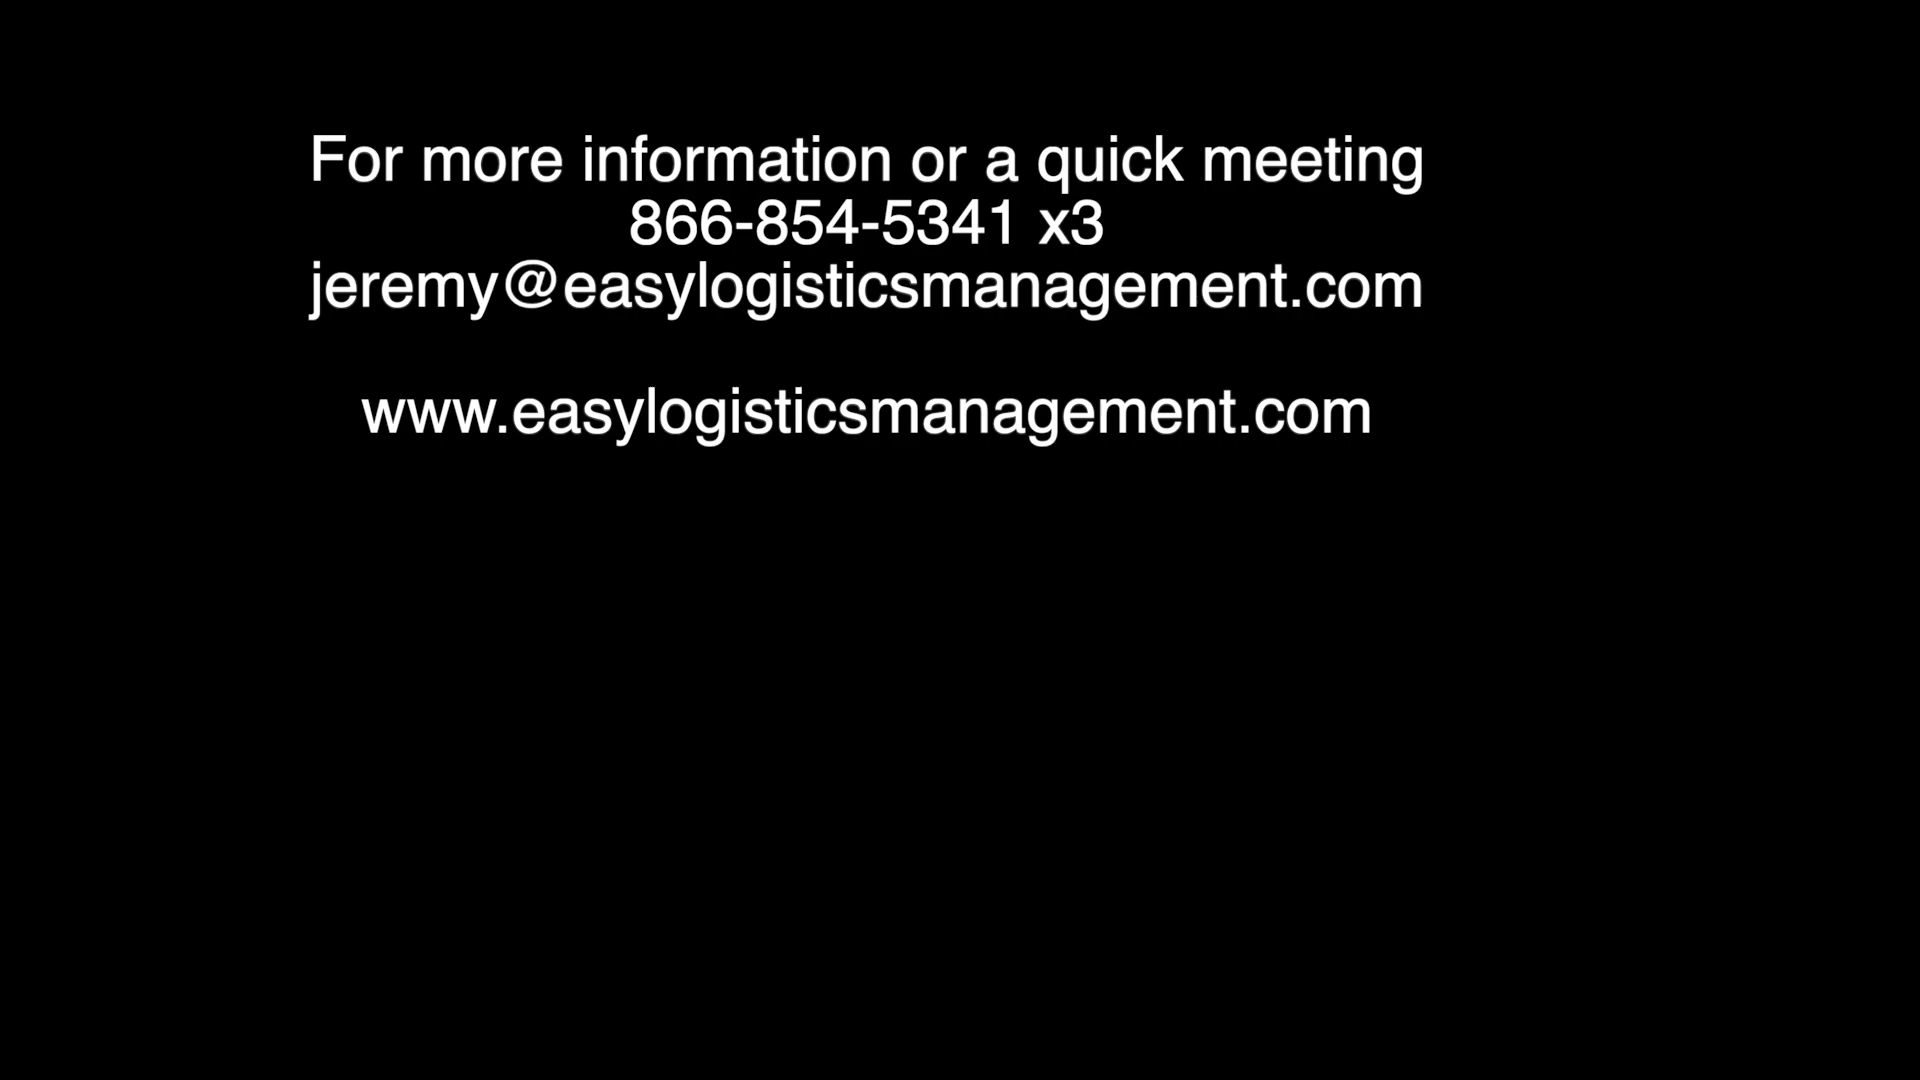 For more information or a quick meeting
866-854-5341 x3
jeremy@easylogisticsmanagement.com
www.easylogisticsmanagement.com